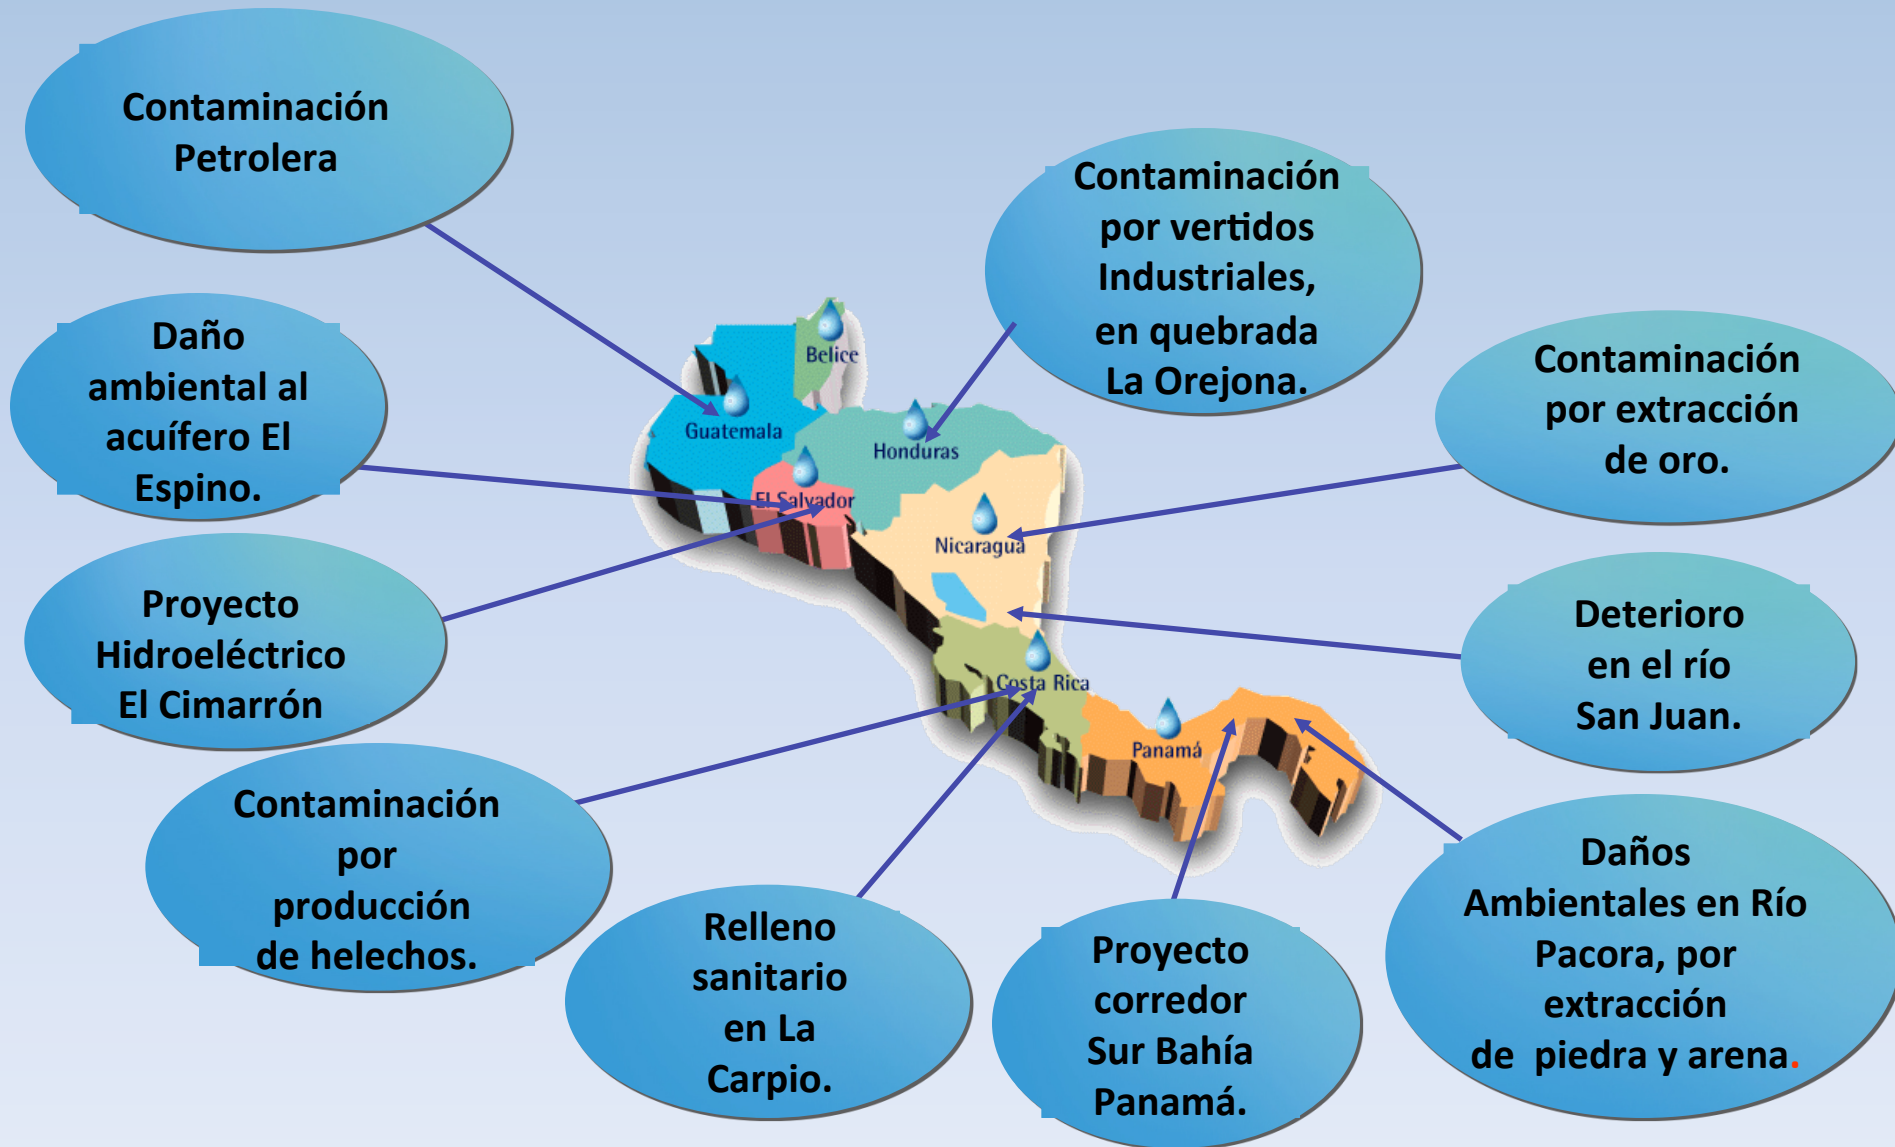 Contaminación
Petrolera
Contaminación
por vertidos
Industriales,
en quebrada
La Orejona.
Daño
ambiental al
acuífero El
Espino.
Contaminación
por extracción
de oro.
Belice
Guatemala
Honduras
El Salvador
Nicaragua
Costa Rica
Panamá
Proyecto
Hidroeléctrico
El Cimarrón
Deterioro
en el río
San Juan.
Contaminación
por
producción
de helechos.
Relleno
sanitario
en La
Carpio.
Proyecto
corredor
Sur Bahía
Panamá.
Daños
Ambientales en Río
Pacora, por
extracción
de piedra y arena.